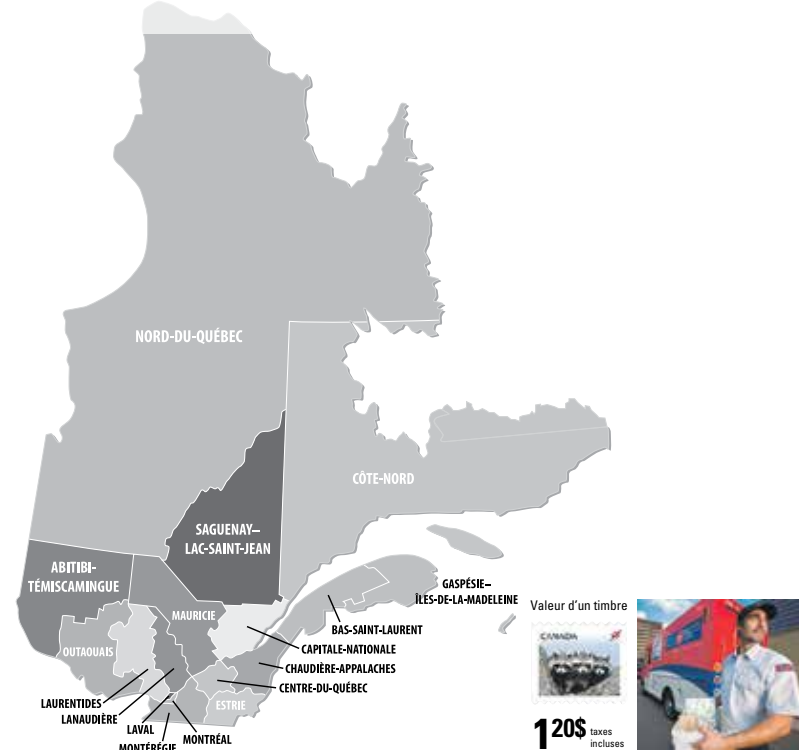 NORD-DU-QUÉBEC
CÔTE-NORD
SAGUENAY–
LAC-SAINT-JEAN
ABITIBI-
TÉMISCAMINGUE
MAURICIE
OUTAOUAIS
GASPÉSIE–
ÎLES-DE-LA-MADELEINE
BAS-SAINT-LAURENT
CAPITALE-NATIONALE
CHAUDIÈRE-APPALACHES
CENTRE-DU-QUÉBEC
ESTRIE
LAURENTIDES
LANAUDIÈRE
LAVAL
MONTRÉAL
MONTÉRÉGIE
Valeur d'un timbre
CANADA
1 20$ taxes
incluses